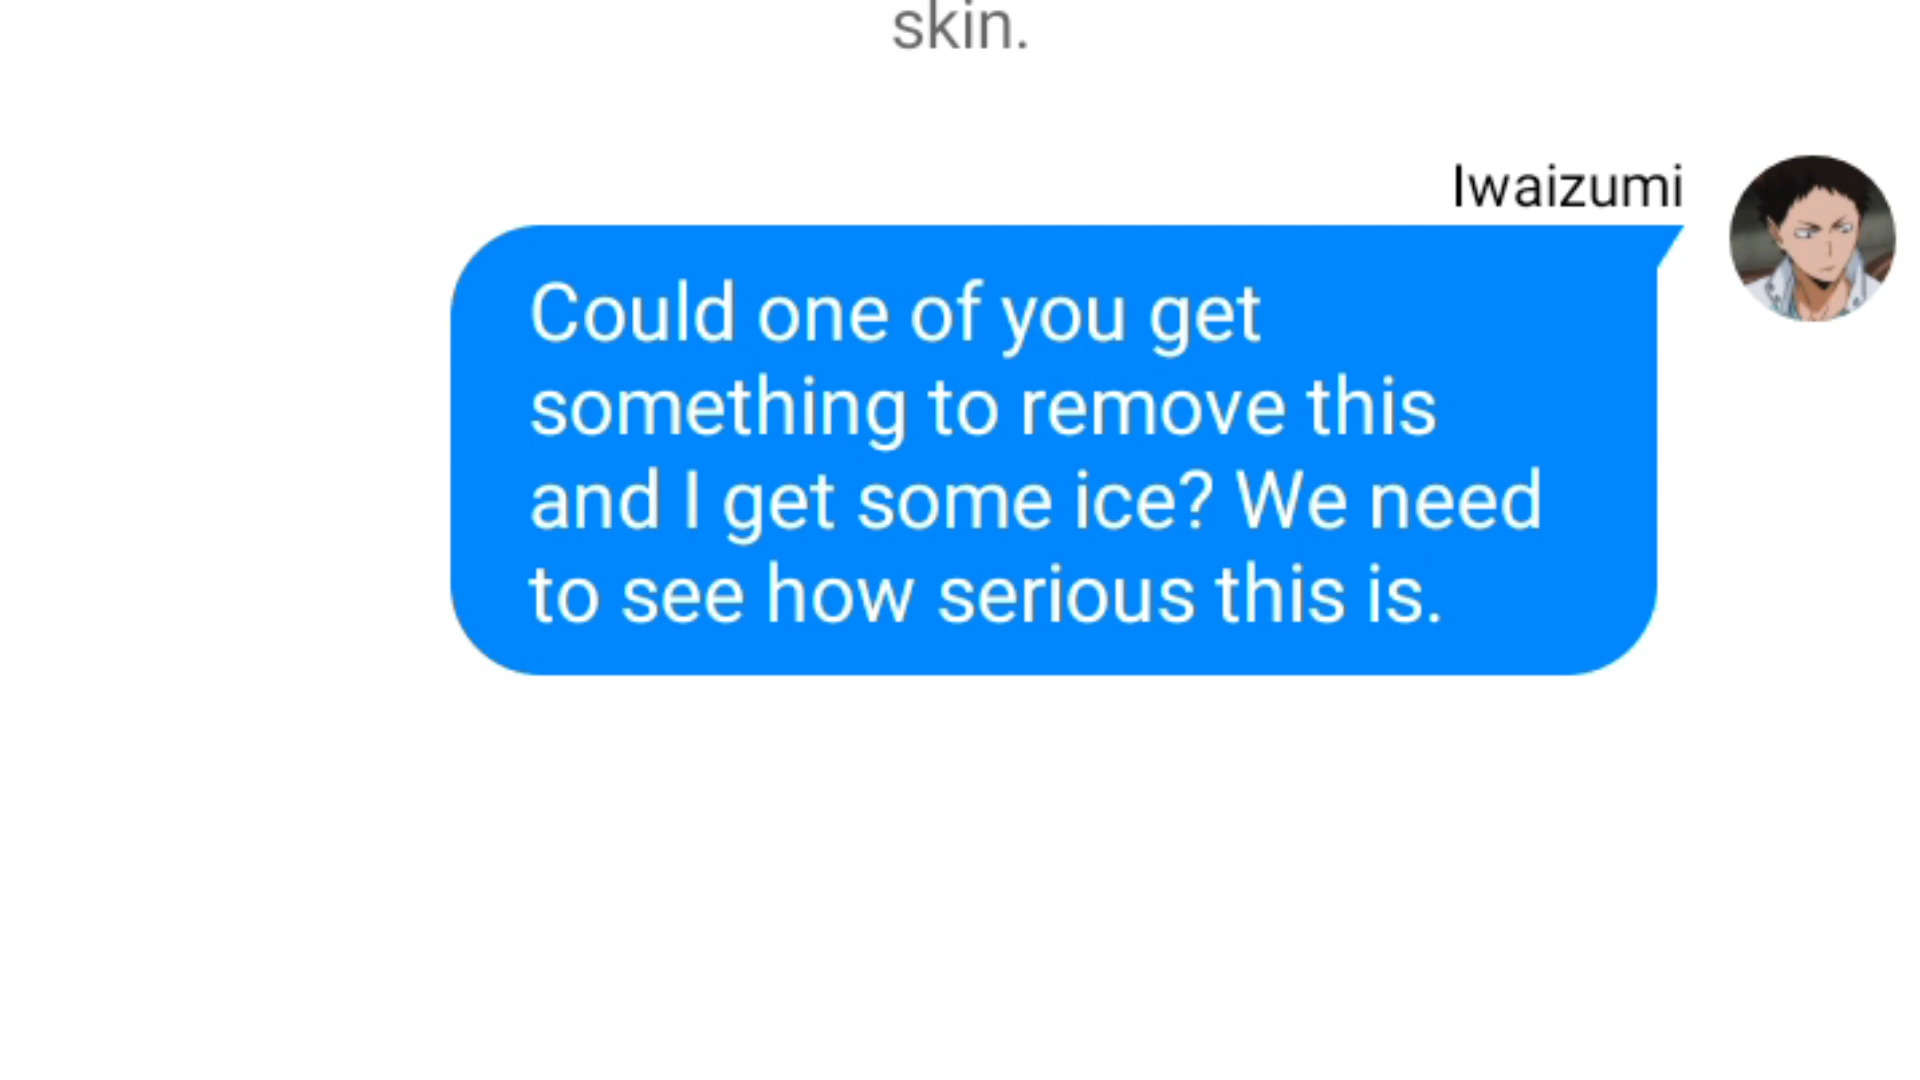 skin.
Iwaizumi
Could one of you get
something to remove this
and I get some ice? We need
to see how serious this is.